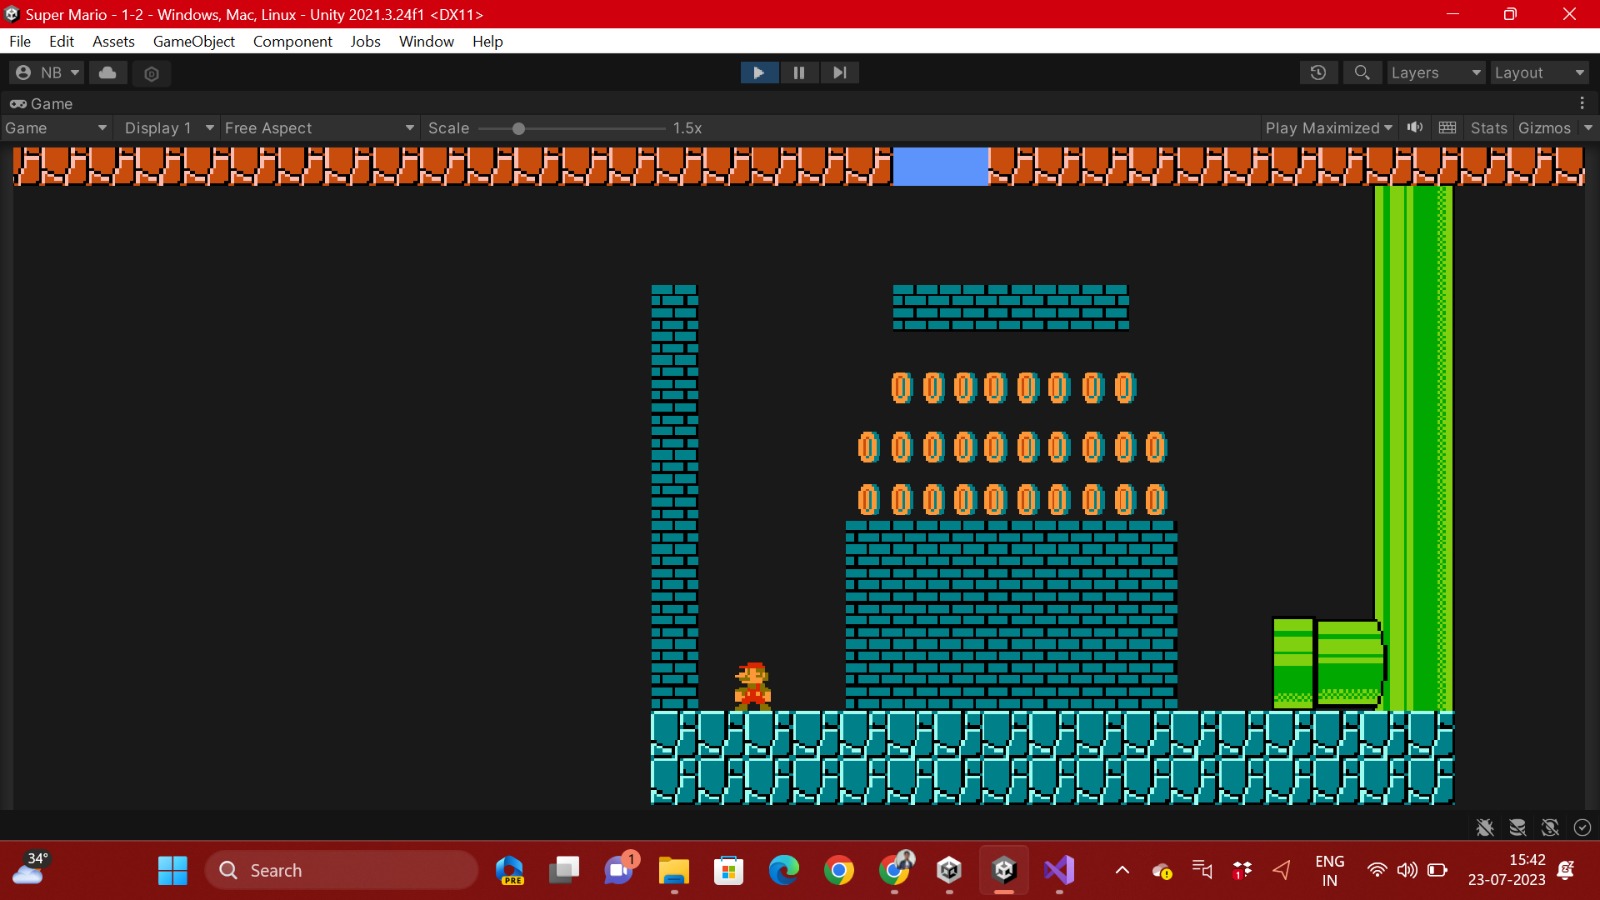 Super Mario - 1-2 - Windows, Mac, Linux - Unity 2021.3.24f1 <DX11>
File Edit Assets GameObject Component Jobs Window Help
NB Layers Layout
Game
Game Display 1 Free Aspect Scale 1.5x Play Maximized Stats Gizmos
34°
Search
PRE
1
1
ENG
IN
15:42
23-07-2023